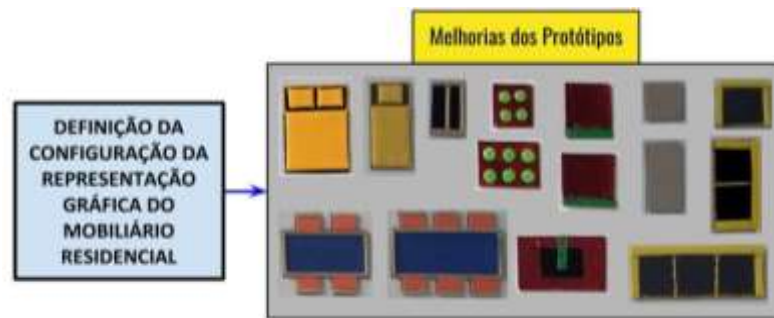 Melhorias dos Protótipos
DEFINIÇÃO DA
CONFIGURAÇÃO DA
REPRESENTAÇÃO
GRÁFICA DO
MOBILIÁRIO
RESIDENCIAL